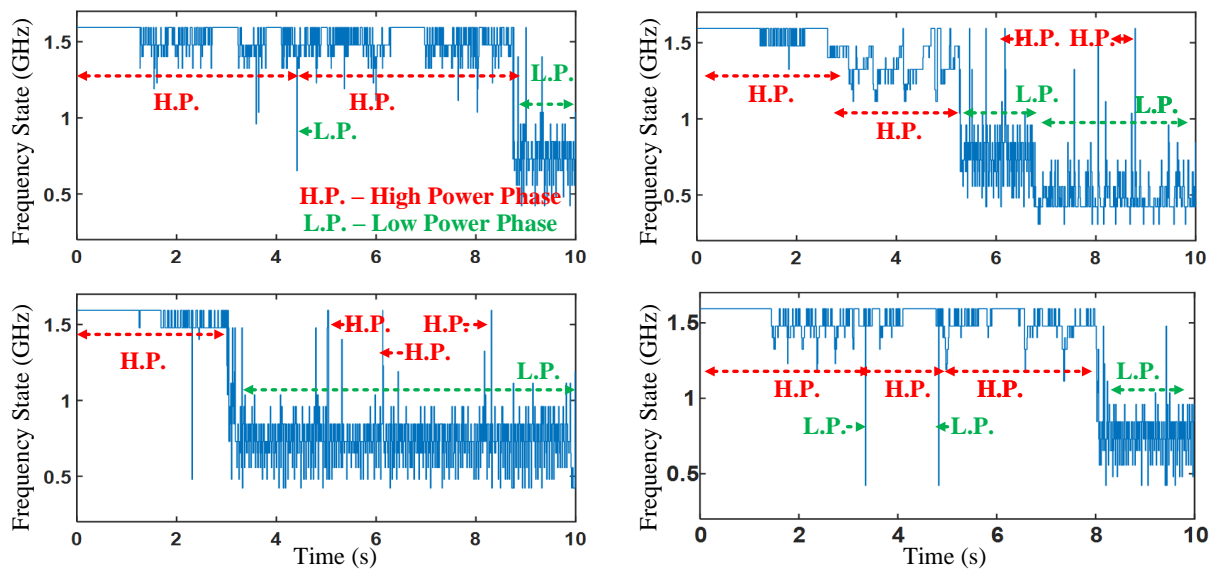 Frequency State (GHz)
1.5
1
0.5
H.P.
H.P.
L.P.
L.P.
H.P. – High Power Phase
L.P. – Low Power Phase
0 2 4 6 8 10
Frequency State (GHz)
1.5
1
0.5
H.P. H.P.
H.P.
L.P.
L.P.
H.P.
0 2 4 6 8 10
Frequency State (GHz)
1.5
1
0.5
H.P. H.P.
H.P.
H.P.
L.P.
0 2 4 6 8 10
Time (s)
Frequency State (GHz)
1.5
1
0.5
H.P. H.P. H.P.
L.P.
L.P. L.P.
0 2 4 6 8 10
Time (s)